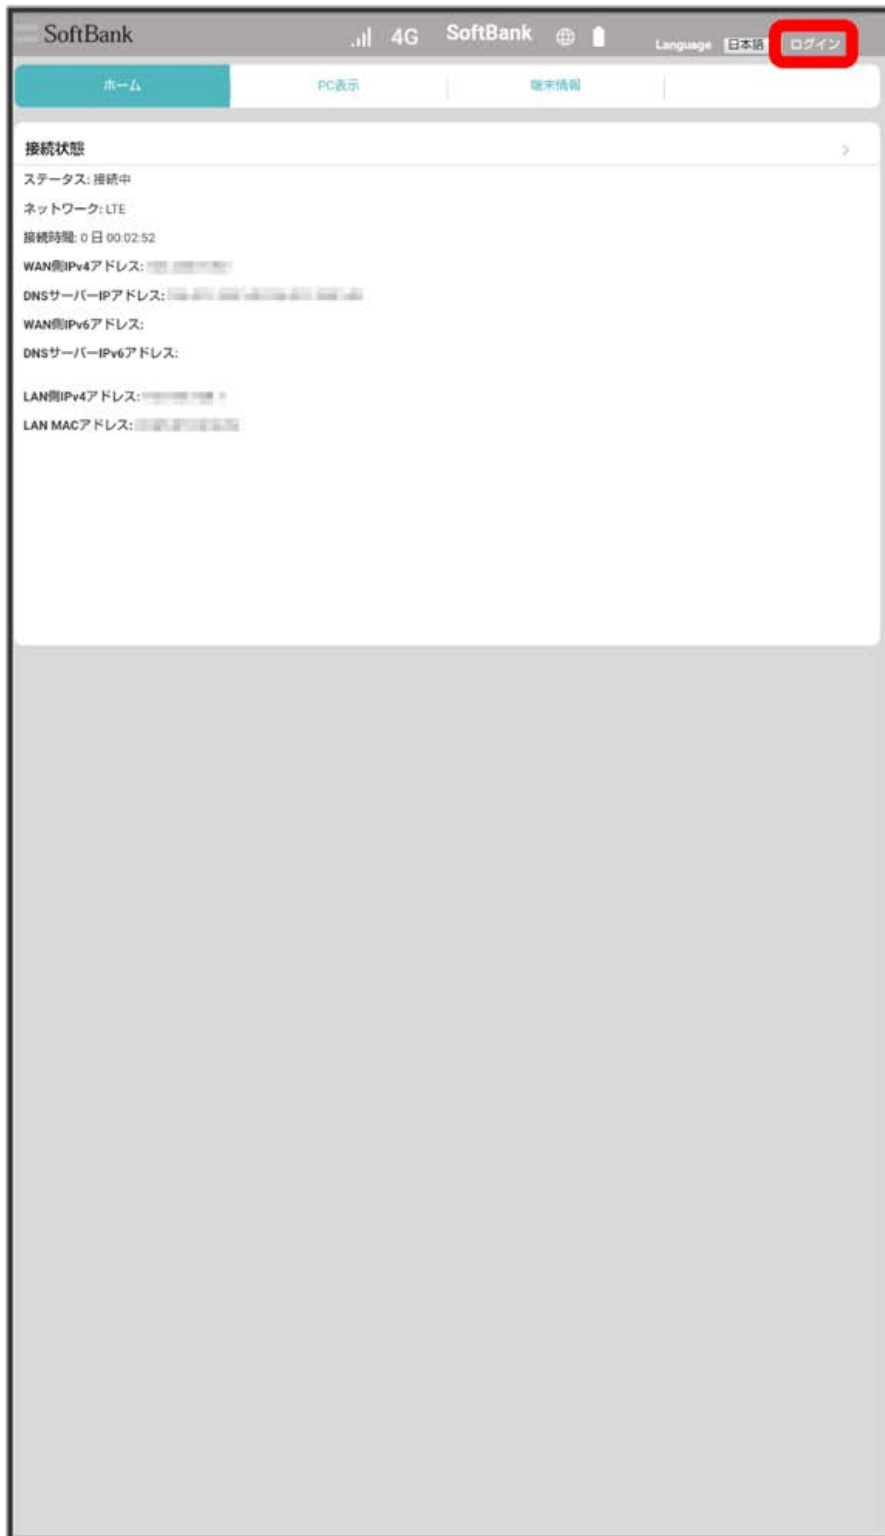 SoftBank 4G SoftBank Language 日本語 ログイン
ホーム PC表示 端末情報
接続状態
ステータス: 接続中
ネットワーク: LTE
接続時間: 0 日 00:02:52
WAN側IPv4アドレス:
DNSサーバーIPアドレス:
WAN側IPv6アドレス:
DNSサーバーIPv6アドレス:
LAN側IPv4アドレス:
LAN MACアドレス: